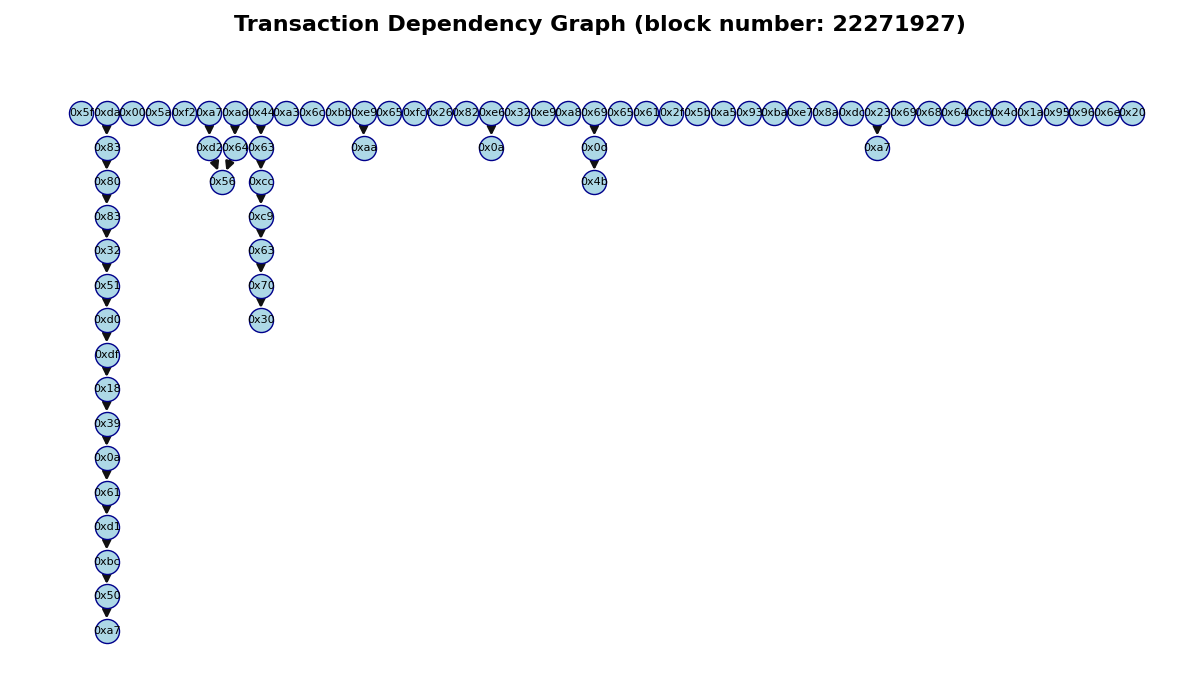 Transaction Dependency Graph (block number: 22271927)
0x5f 0xda 0x00 0x5a 0xf2 0xa7 0xad 0x44 0xa3 0x6c 0xbb 0xe9 0x65 0xfc 0x26 0x82 0xe6 0x32 0xe9 0xa8 0x69 0x65 0x61 0x2f 0x5b 0xa5 0x93 0xba 0xe7 0x8a 0xdc 0x23 0x69 0x68 0x64 0xcb 0x4d 0x1a 0x95 0x96 0x6e 0x20
0x83 0xd2 0x64 0x63 0xaa 0x0a 0x0d 0xa7
0x80 0x56 0xcc 0x4b
0x83 0xc9
0x32 0x63
0x51 0x70
0xd0 0x30
0xdf
0x18
0x39
0x0a
0x61
0xd1
0xbc
0x50
0xa7